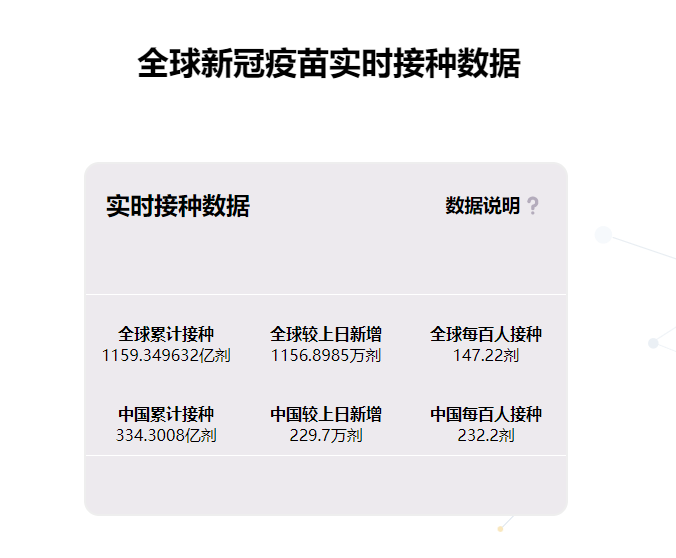 全球新冠疫苗实时接种数据
实时接种数据 数据说明 ?
全球累计接种 全球较上日新增 全球每百人接种
1159.349632亿剂 1156.8985万剂 147.22剂
中国累计接种 中国较上日新增 中国每百人接种
334.3008亿剂 229.7万剂 232.2剂